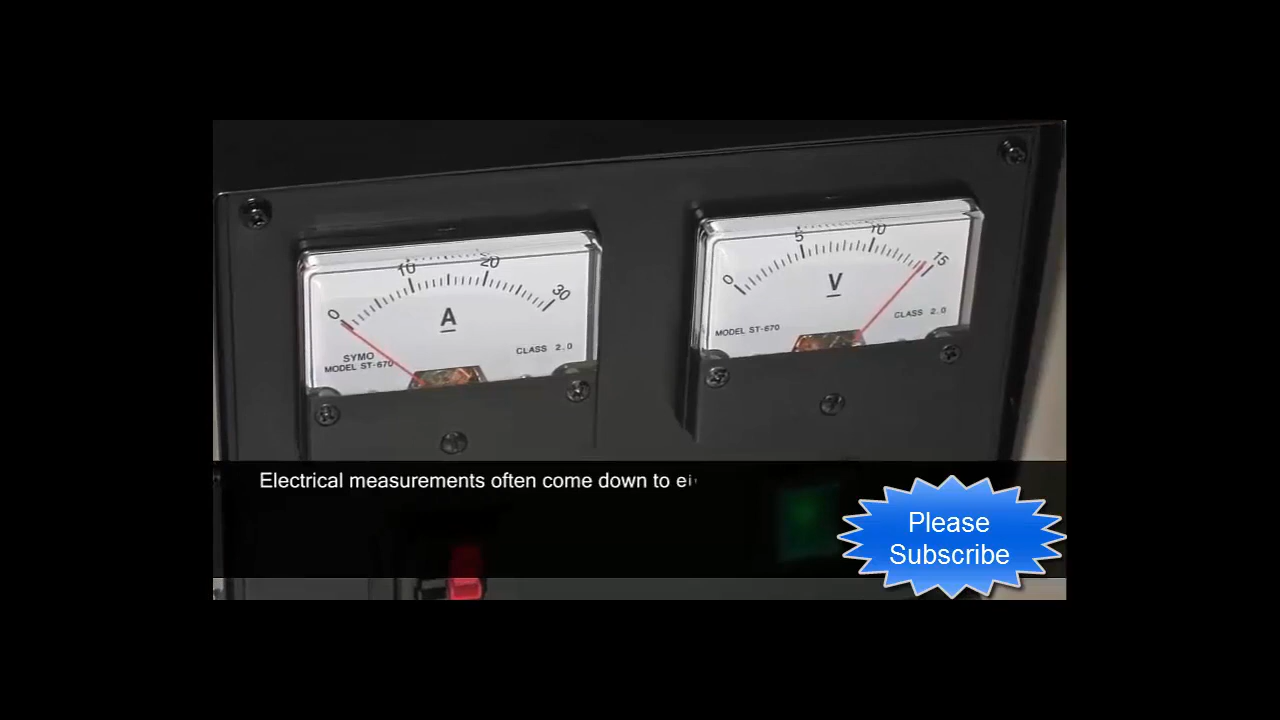 0 10 20 30
A
SYMO
MODEL ST-670
CLASS 2.0
0 5 10 15
V
MODEL ST-670
CLASS 2.0
Electrical measurements often come down to
Please
Subscribe